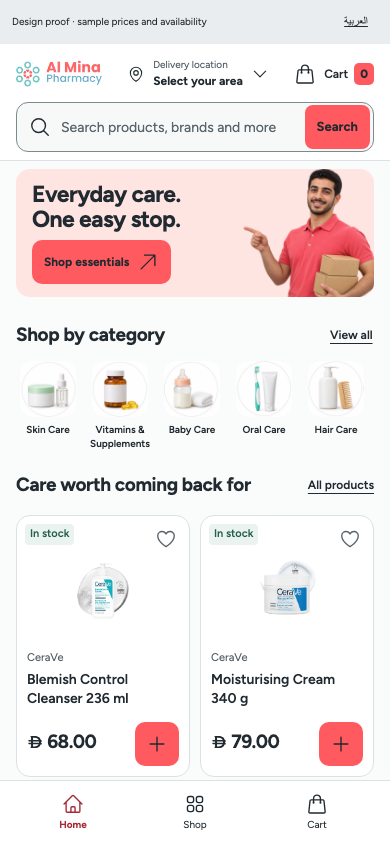 Design proof · sample prices and availability
العربية
Al Mina
Pharmacy
Delivery location
Select your area
Cart 0
Search products, brands and more
Search
Everyday care.
One easy stop.
Shop essentials
Shop by category
View all
Skin Care
Vitamins &
Supplements
Baby Care
Oral Care
Hair Care
Care worth coming back for
All products
In stock
CeraVe
CeraVe
Blemish Control
Cleanser 236 ml
68.00
In stock
CeraVe
CeraVe
Moisturising Cream
340 g
79.00
Home
Shop
Cart